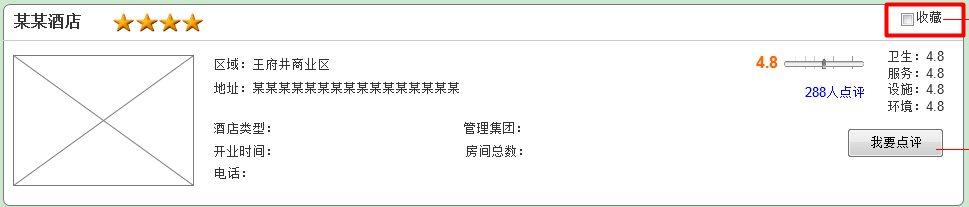 某某酒店
收藏
区域：王府井商业区
地址：某某某某某某某某某某某某某某某某
酒店类型：
管理集团：
开业时间：
房间总数：
电话：
4.8
288人点评
卫生：4.8
服务：4.8
设施：4.8
环境：4.8
我要点评